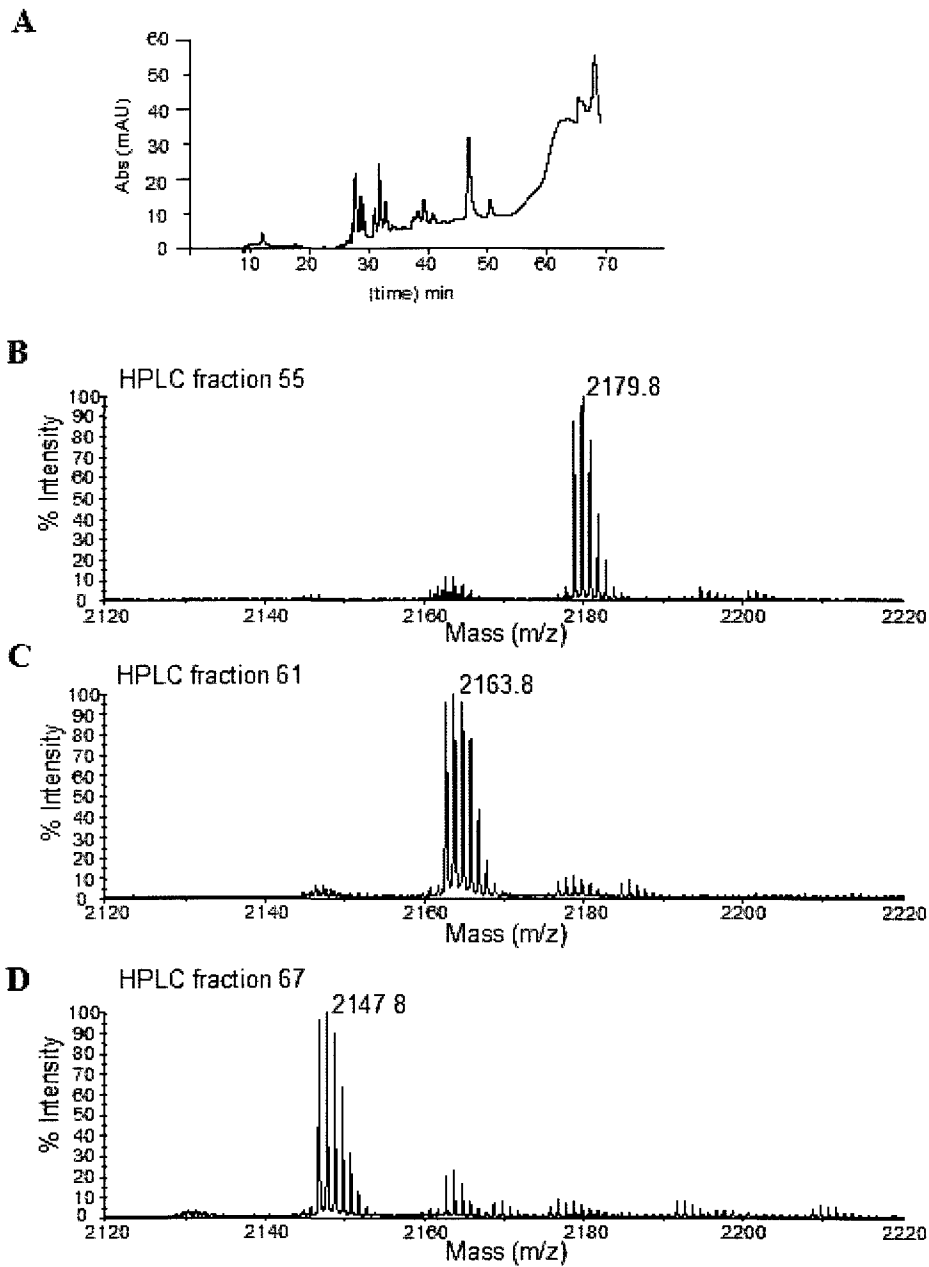 A
60
50
40
30
20
10
0
Abs (mAU)
10 20 30 40 50 60 70
(time) min
B
HPLC fraction 55
2179.8
100
90
80
70
60
50
40
30
20
10
0
% Intensity
2120 2140 2160 2180 2200 2220
Mass (m/z)
C
HPLC fraction 61
2163.8
100
90
80
70
60
50
40
30
20
10
0
% Intensity
2120 2140 2160 2180 2200 2220
Mass (m/z)
D
HPLC fraction 67
2147 8
100
90
80
70
60
50
40
30
20
10
0
% Intensity
2120 2140 2160 2180 2200 2220
Mass (m/z)